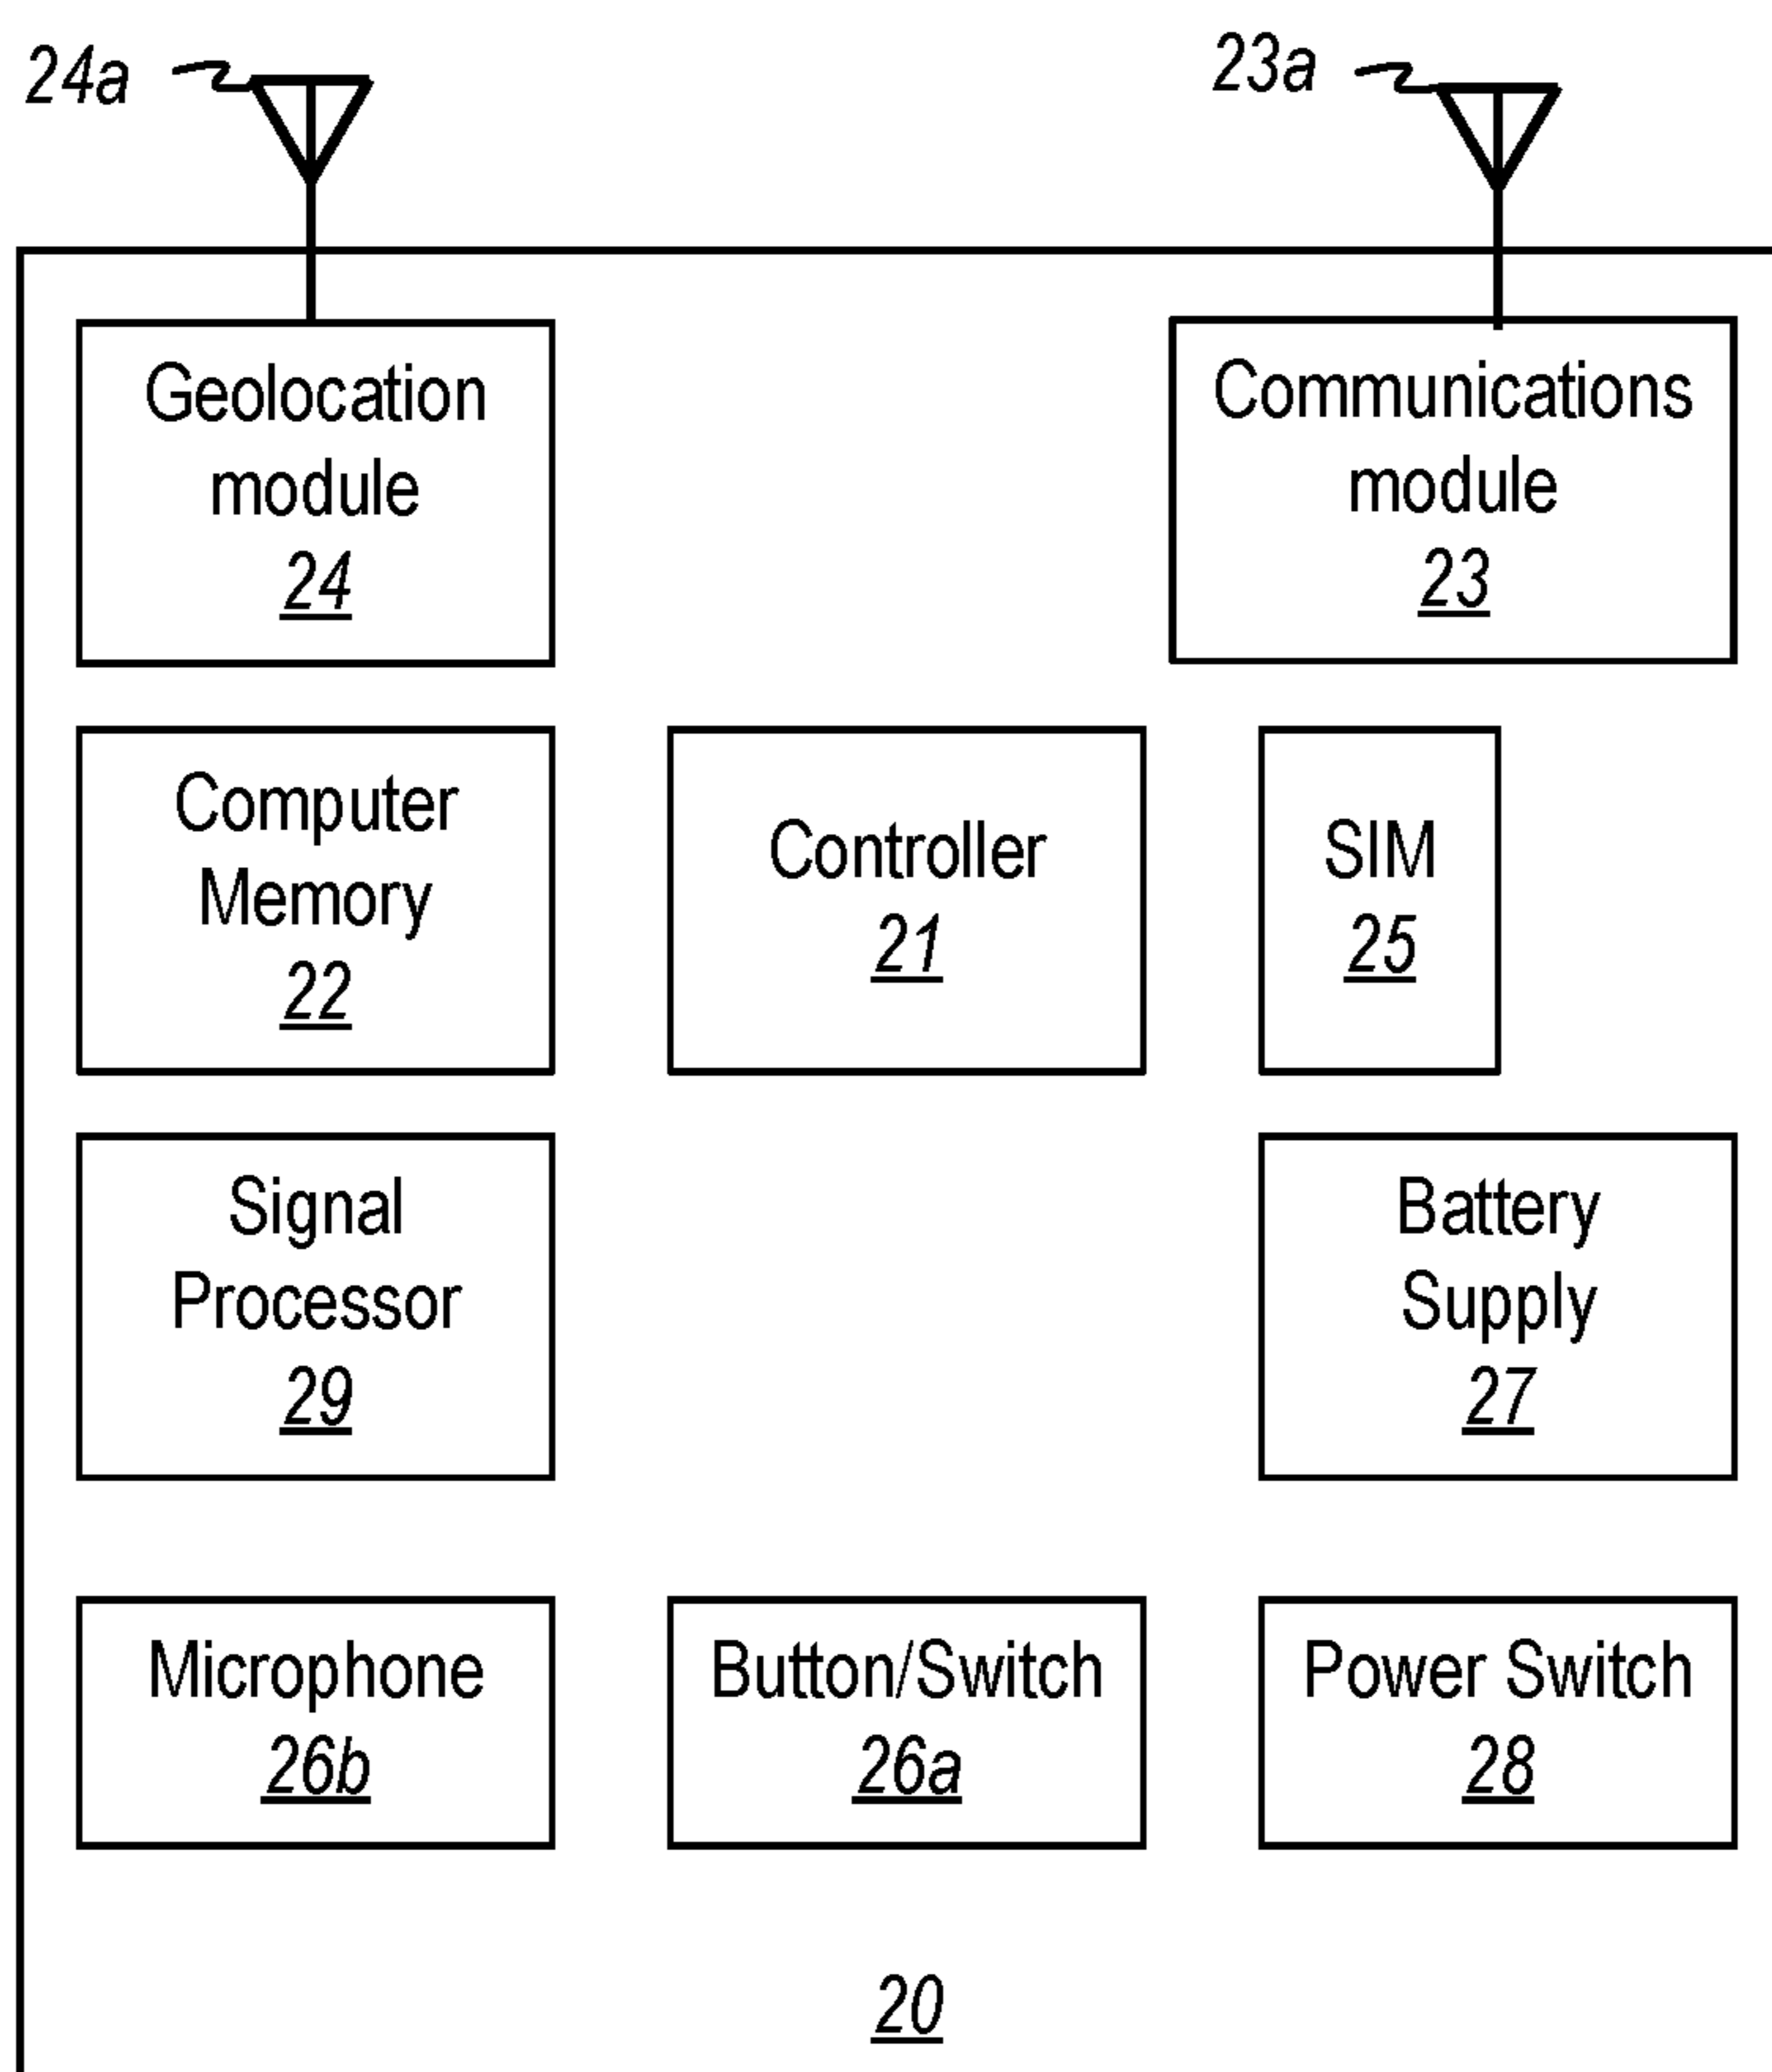 24a
23a
Geolocation
module
24
Communications
module
23
Computer
Memory
22
Controller
21
SIM
25
Signal
Processor
29
Battery
Supply
27
Microphone
26b
Button/Switch
26a
Power Switch
28
20